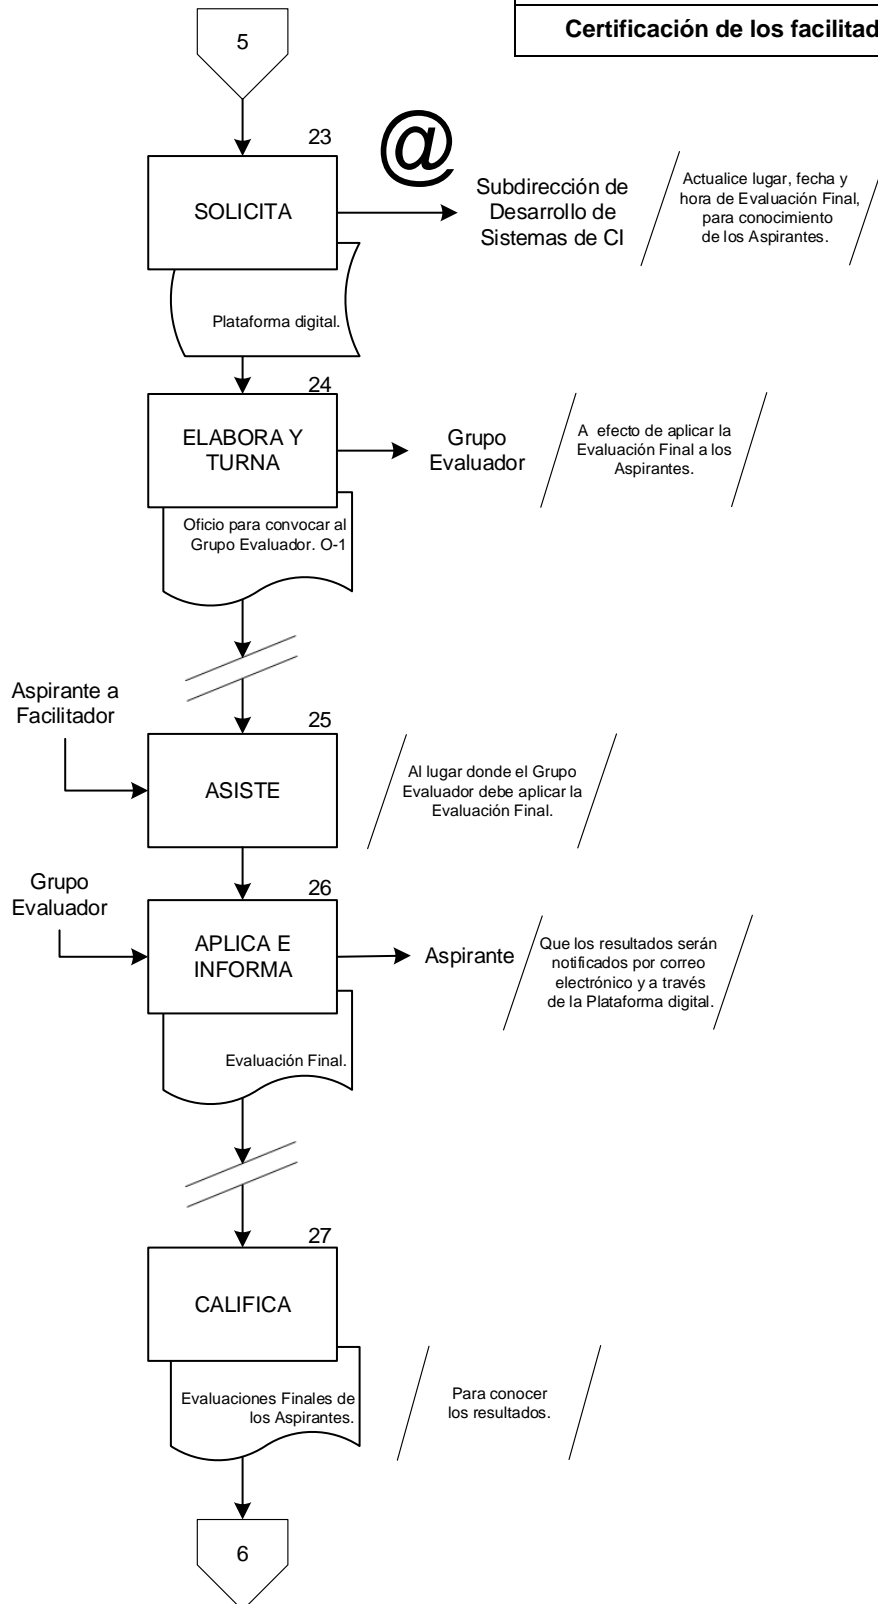 Certificación de los facilitad
5
23
@
SOLICITA
Subdirección de
Desarrollo de
Sistemas de CI
Actualice lugar, fecha y
hora de Evaluación Final,
para conocimiento
de los Aspirantes.
Plataforma digital.
24
ELABORA Y
TURNA
Grupo
Evaluador
A efecto de aplicar la
Evaluación Final a los
Aspirantes.
Oficio para convocar al
Grupo Evaluador. O-1
Aspirante a
Facilitador
25
ASISTE
Al lugar donde el Grupo
Evaluador debe aplicar la
Evaluación Final.
Grupo
Evaluador
26
APLICA E
INFORMA
Aspirante
Que los resultados serán
notificados por correo
electrónico y a través
de la Plataforma digital.
Evaluación Final.
27
CALIFICA
Evaluaciones Finales de
los Aspirantes.
Para conocer
los resultados.
6